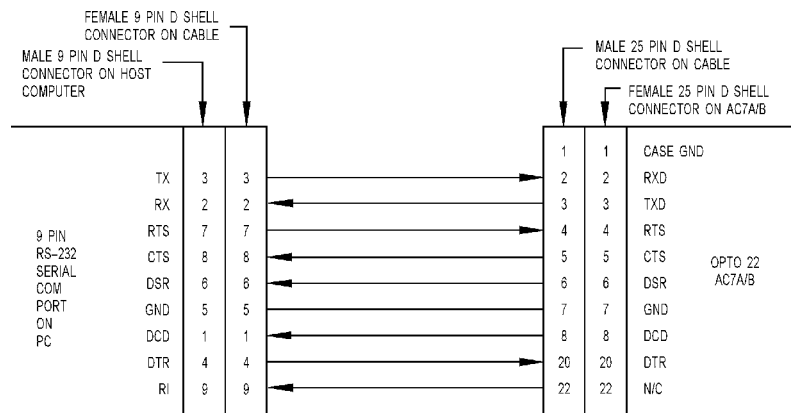 FEMALE 9 PIN D SHELL
CONNECTOR ON CABLE
MALE 9 PIN D SHELL
CONNECTOR ON HOST
COMPUTER
MALE 25 PIN D SHELL
CONNECTOR ON CABLE
FEMALE 25 PIN D SHELL
CONNECTOR ON AC7A/B
1 1 CASE GND
TX 3 3 2 2 RXD
RX 2 2 3 3 TXD
RTS 7 7 4 4 RTS
CTS 8 8 5 5 CTS
DSR 6 6 6 6 DSR
GND 5 5 7 7 GND
DCD 1 1 8 8 DCD
DTR 4 4 20 20 DTR
RI 9 9 22 22 N/C
9 PIN
RS-232
SERIAL
COM
PORT
ON
PC
OPTO 22
AC7A/B